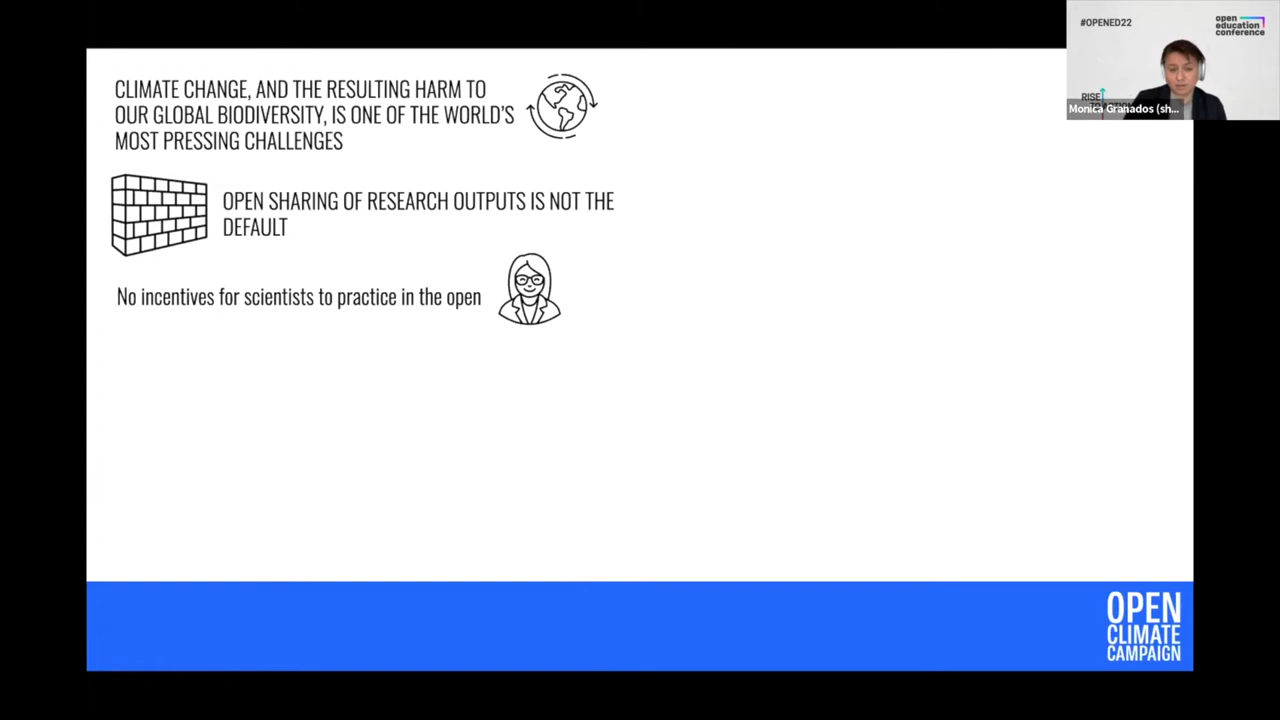 #OPENED22
open
education
conference
RISE
Monica Granados (sh...
CLIMATE CHANGE, AND THE RESULTING HARM TO
OUR GLOBAL BIODIVERSITY, IS ONE OF THE WORLD'S
MOST PRESSING CHALLENGES
OPEN SHARING OF RESEARCH OUTPUTS IS NOT THE
DEFAULT
No incentives for scientists to practice in the open
OPEN
CLIMATE
CAMPAIGN